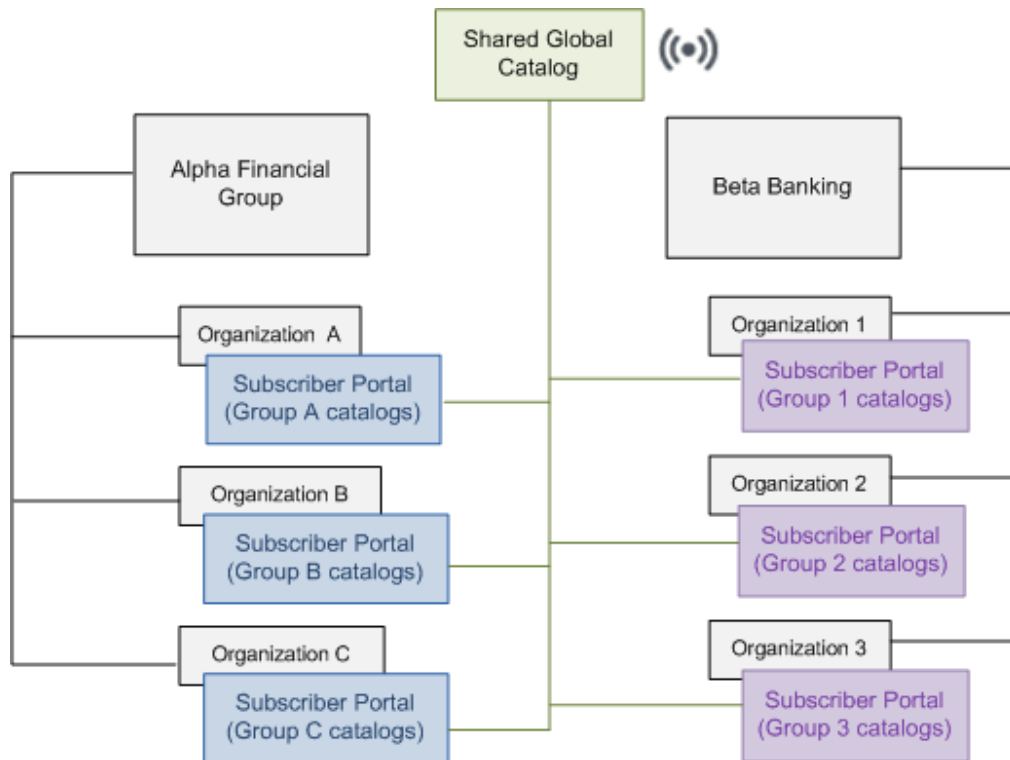 Shared Global
Catalog
Alpha Financial
Group
Beta Banking
Organization A
Subscriber Portal
(Group A catalogs)
Organization 1
Subscriber Portal
(Group 1 catalogs)
Organization B
Subscriber Portal
(Group B catalogs)
Organization 2
Subscriber Portal
(Group 2 catalogs)
Organization C
Subscriber Portal
(Group C catalogs)
Organization 3
Subscriber Portal
(Group 3 catalogs)